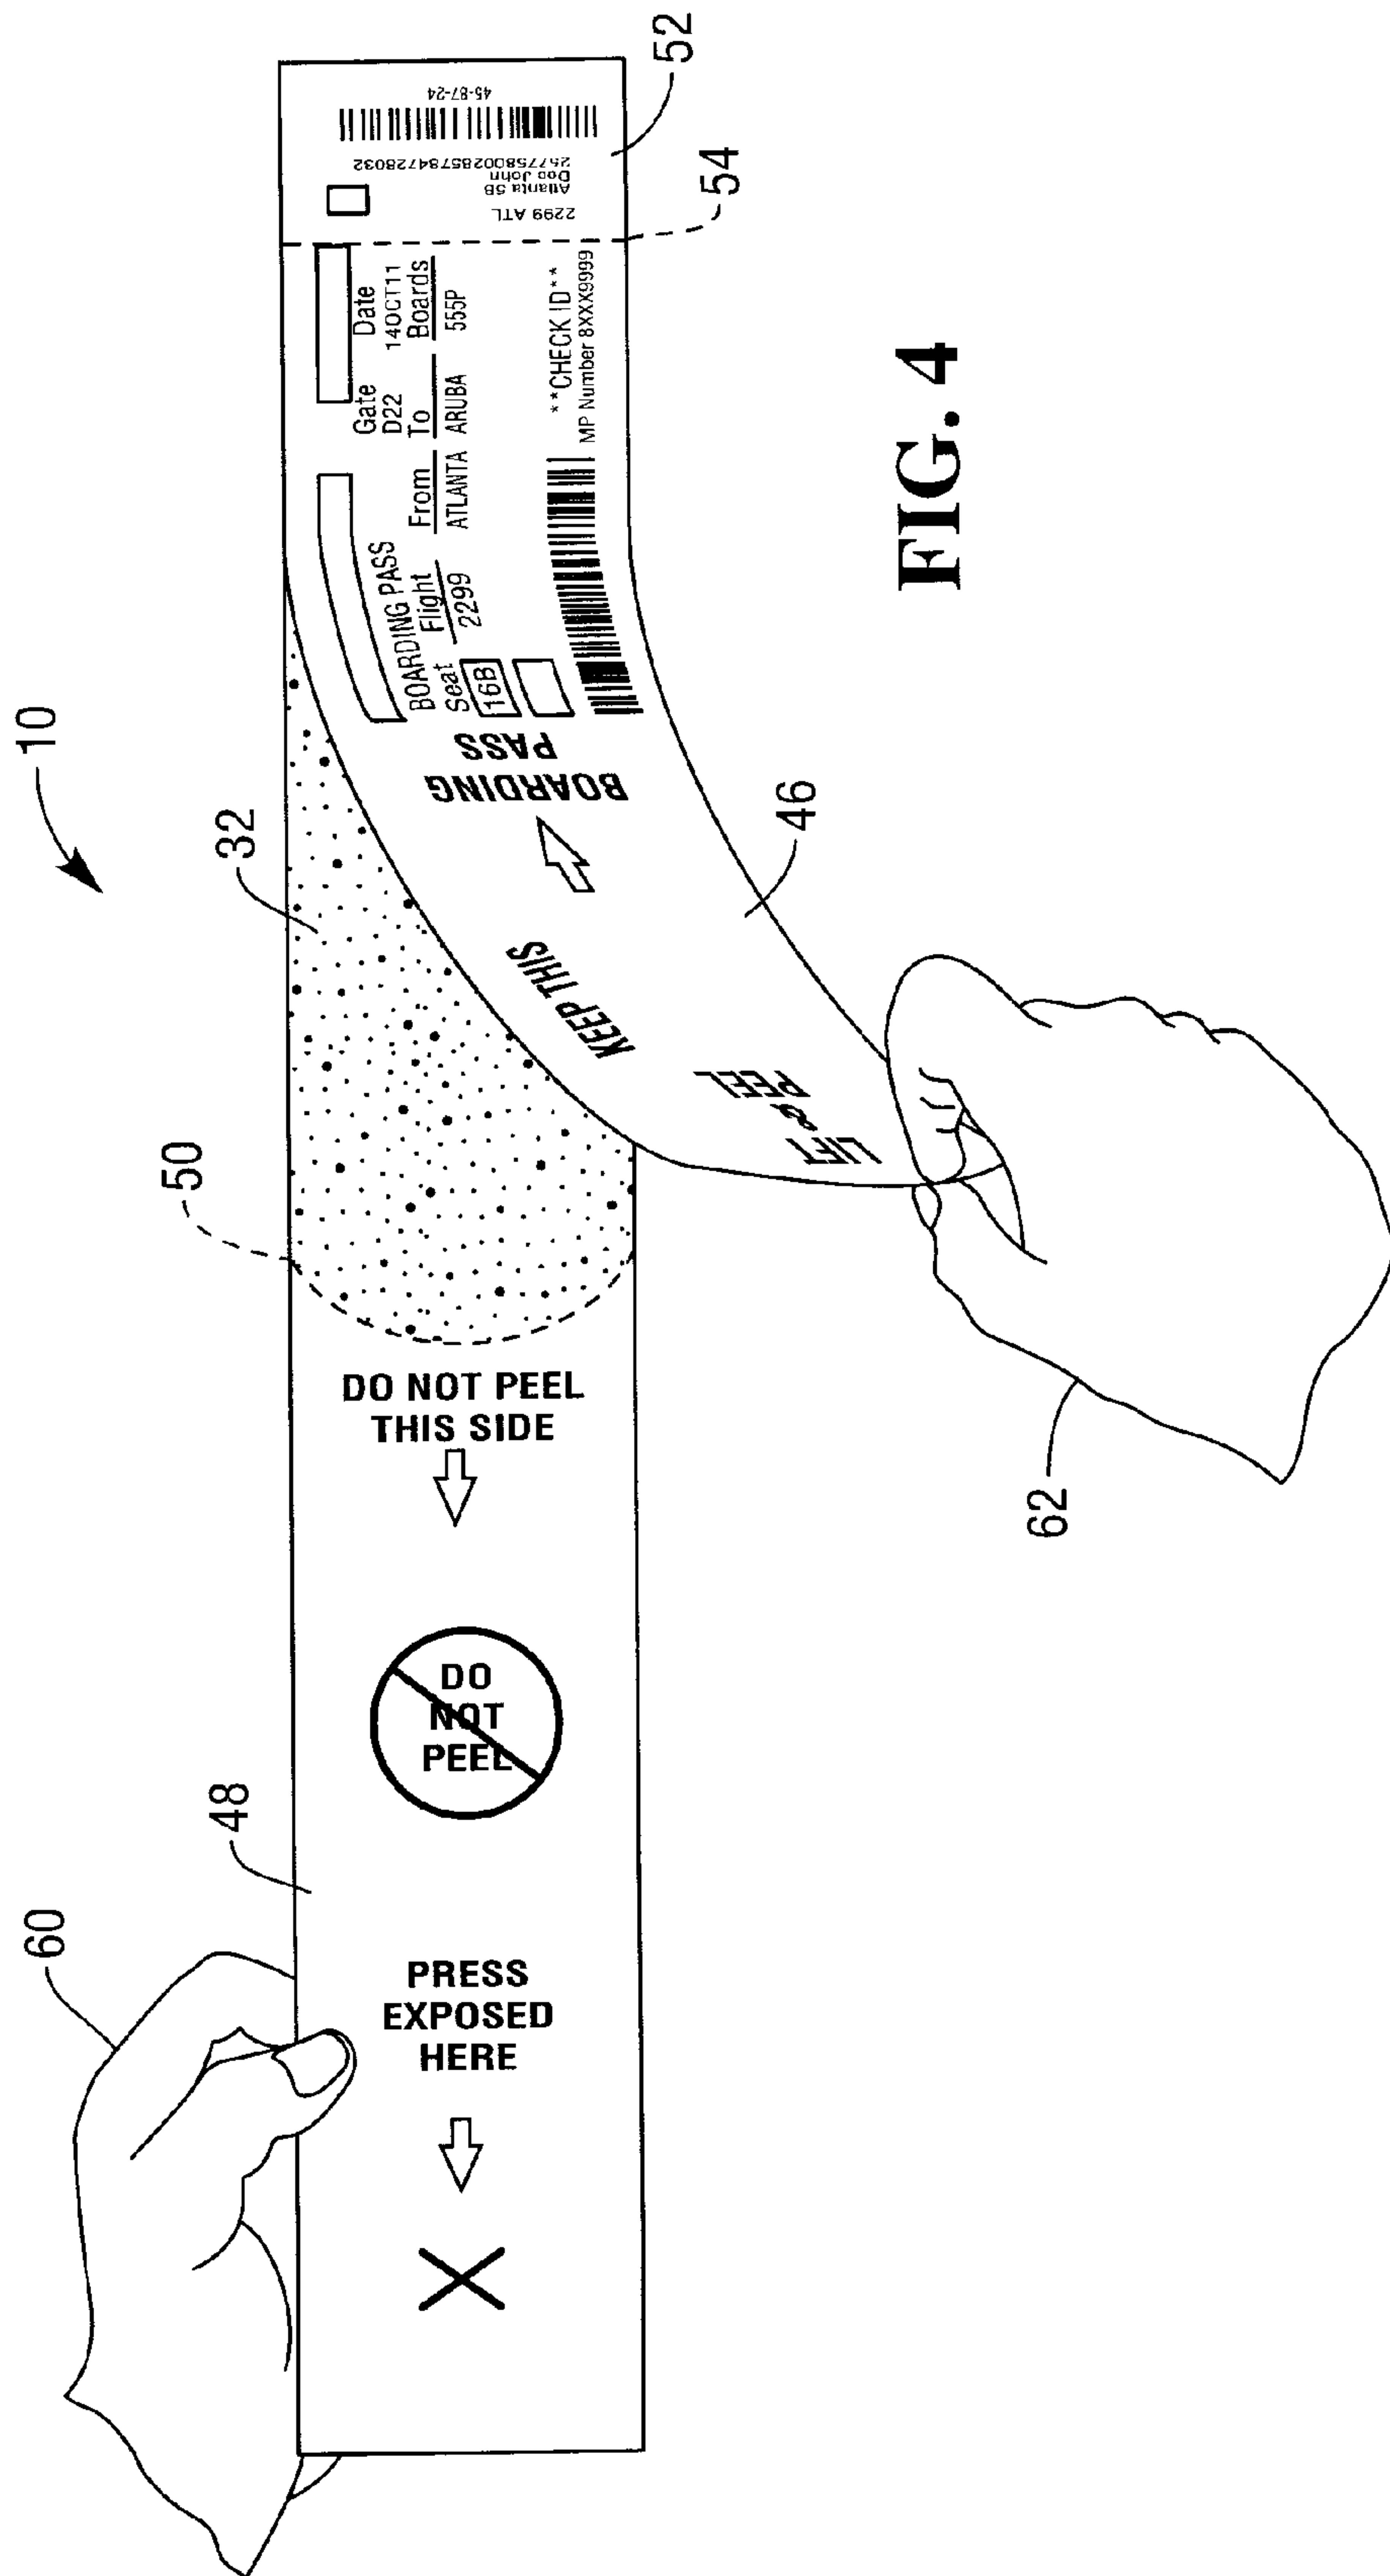 10
60
48
50
32
PRESS
EXPOSED
HERE
X
DO
NOT
PEEL
DO NOT PEEL
THIS SIDE
LIFT
&
PEEL
KEEP THIS
BOARDING
PASS
BOARDING PASS
Seat Flight From To Boards
16B 2299 ATLANTA ARUBA 555P
Gate Date
D22 14OCT11
**CHECK ID**
MP Number 8XXX9999
2299 ATL
Atlanta 5B
Doo John
25775800285784728032
45-87-24
52
54
46
62
FIG. 4